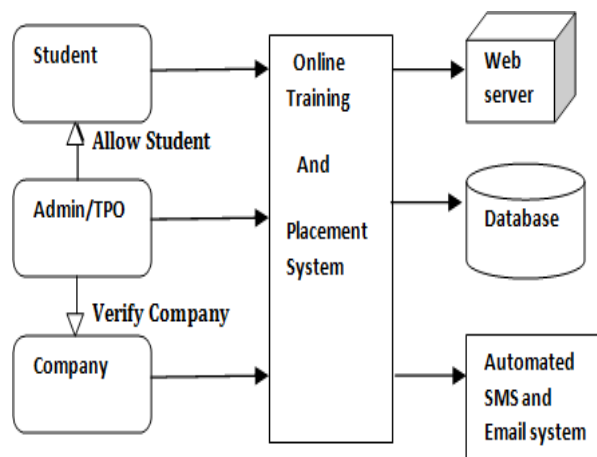 Student
Allow Student
Admin/TPO
Verify Company
Company
Online
Training
And
Placement
System
Web
server
Database
Automated
SMS and
Email system